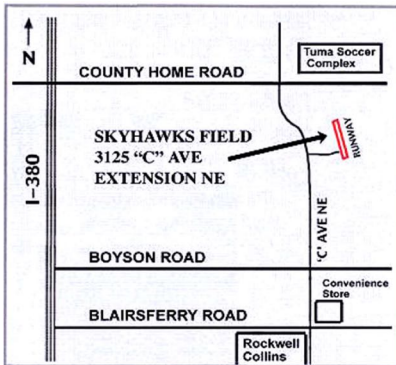 N
Tuma Soccer
Complex
COUNTY HOME ROAD
SKYHAWKS FIELD
3125 “C” AVE
EXTENSION NE
RUNWAY
I-380
'C' AVE NE
BOYSON ROAD
Convenience
Store
BLAIRSFERRY ROAD
Rockwell
Collins